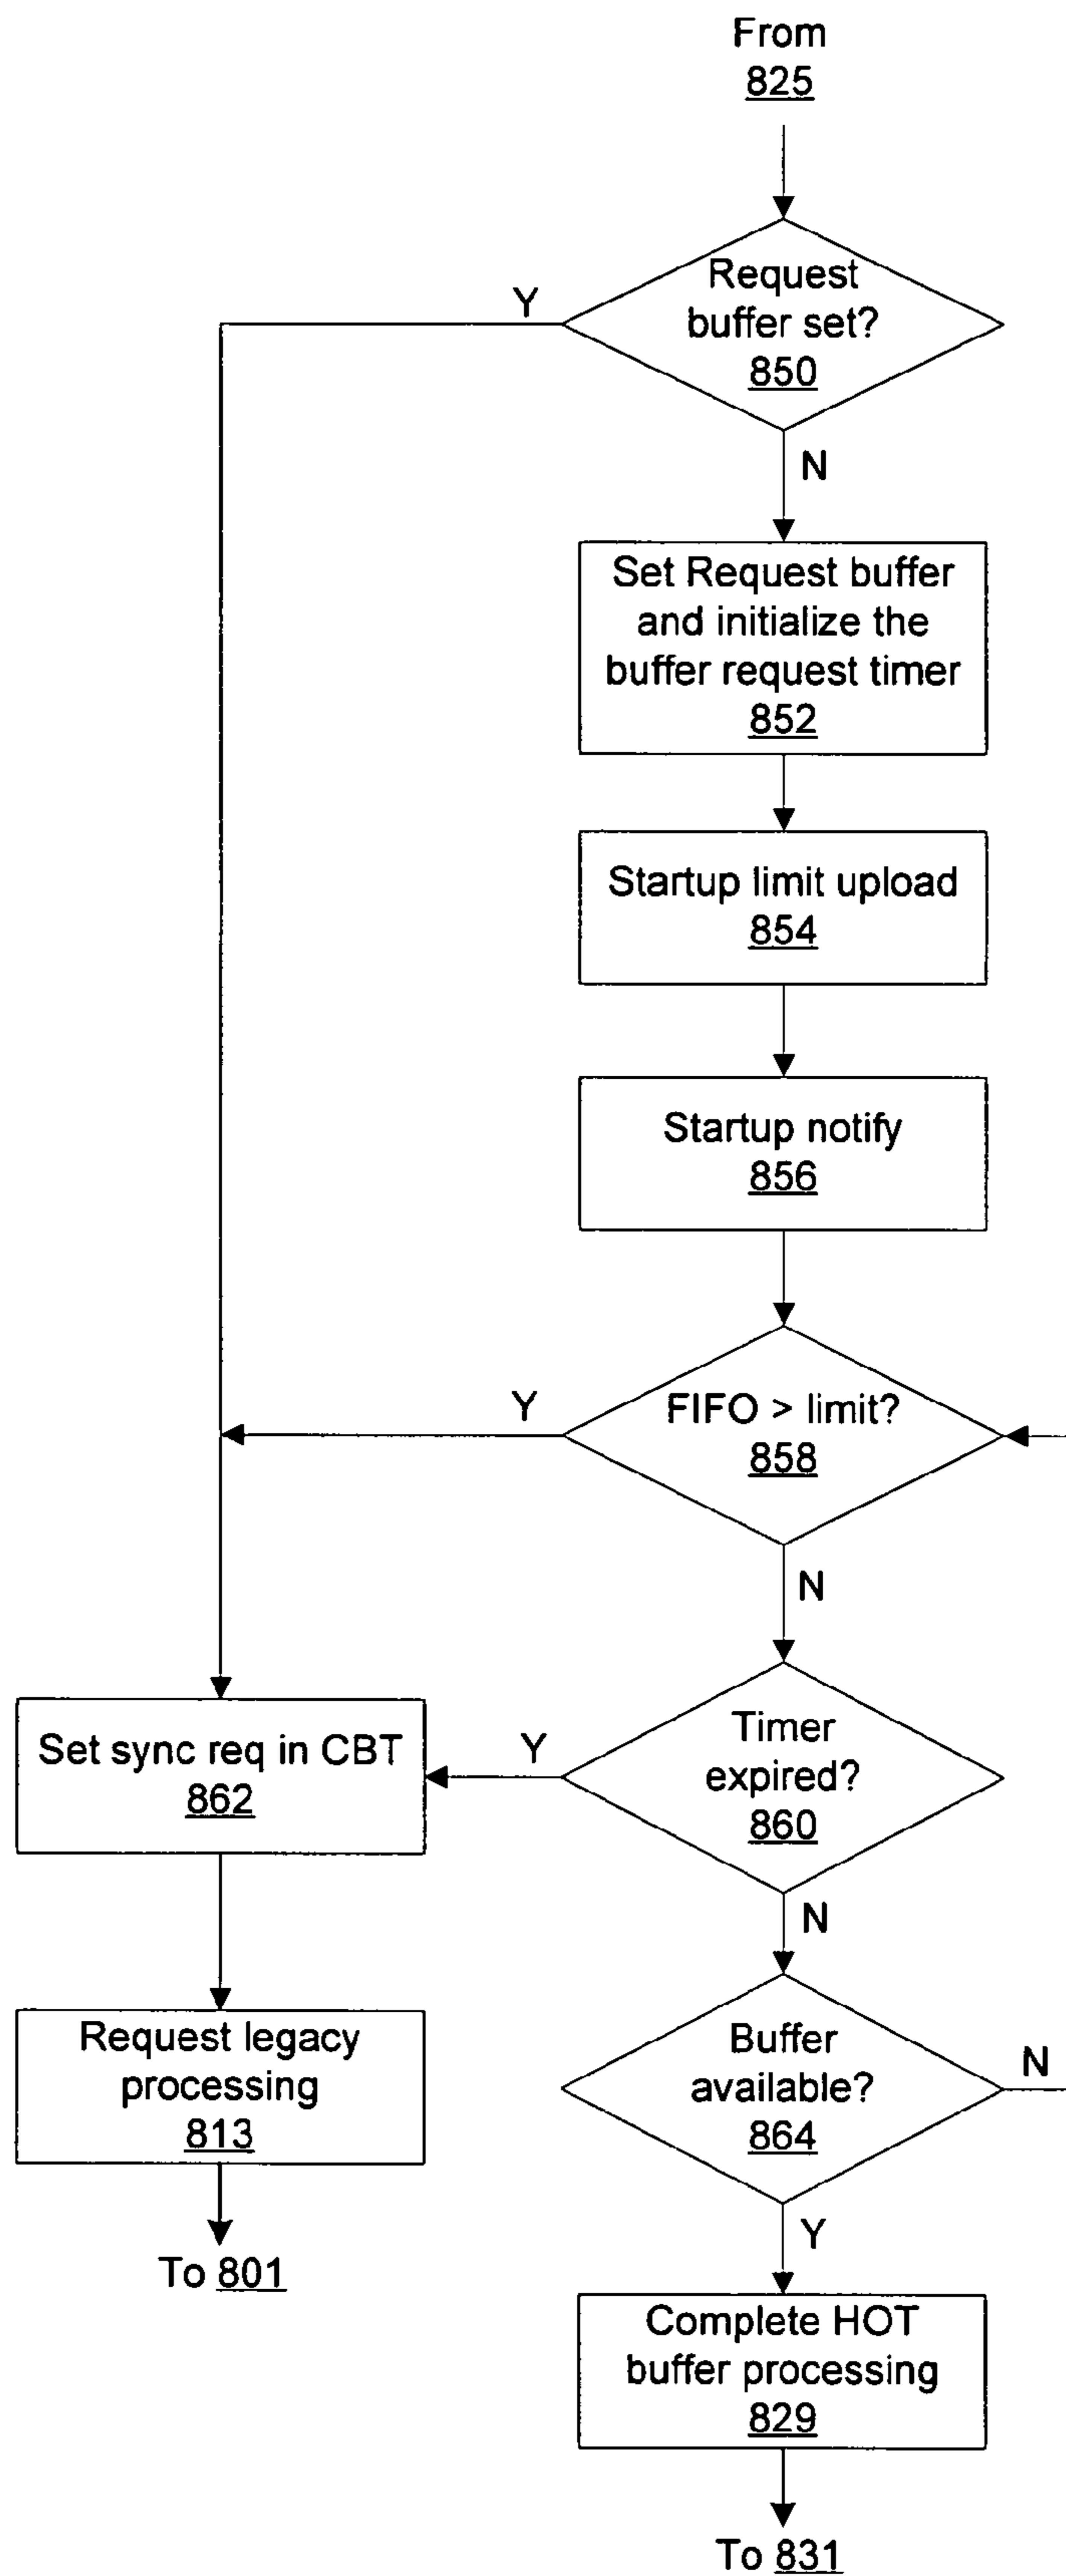 From
825
Request
buffer set?
850
Y
N
Set Request buffer
and initialize the
buffer request timer
852
Startup limit upload
854
Startup notify
856
FIFO > limit?
858
Y
N
Timer
expired?
860
Y
N
Set sync req in CBT
862
Request legacy
processing
813
To 801
Buffer
available?
864
N
Y
Complete HOT
buffer processing
829
To 831